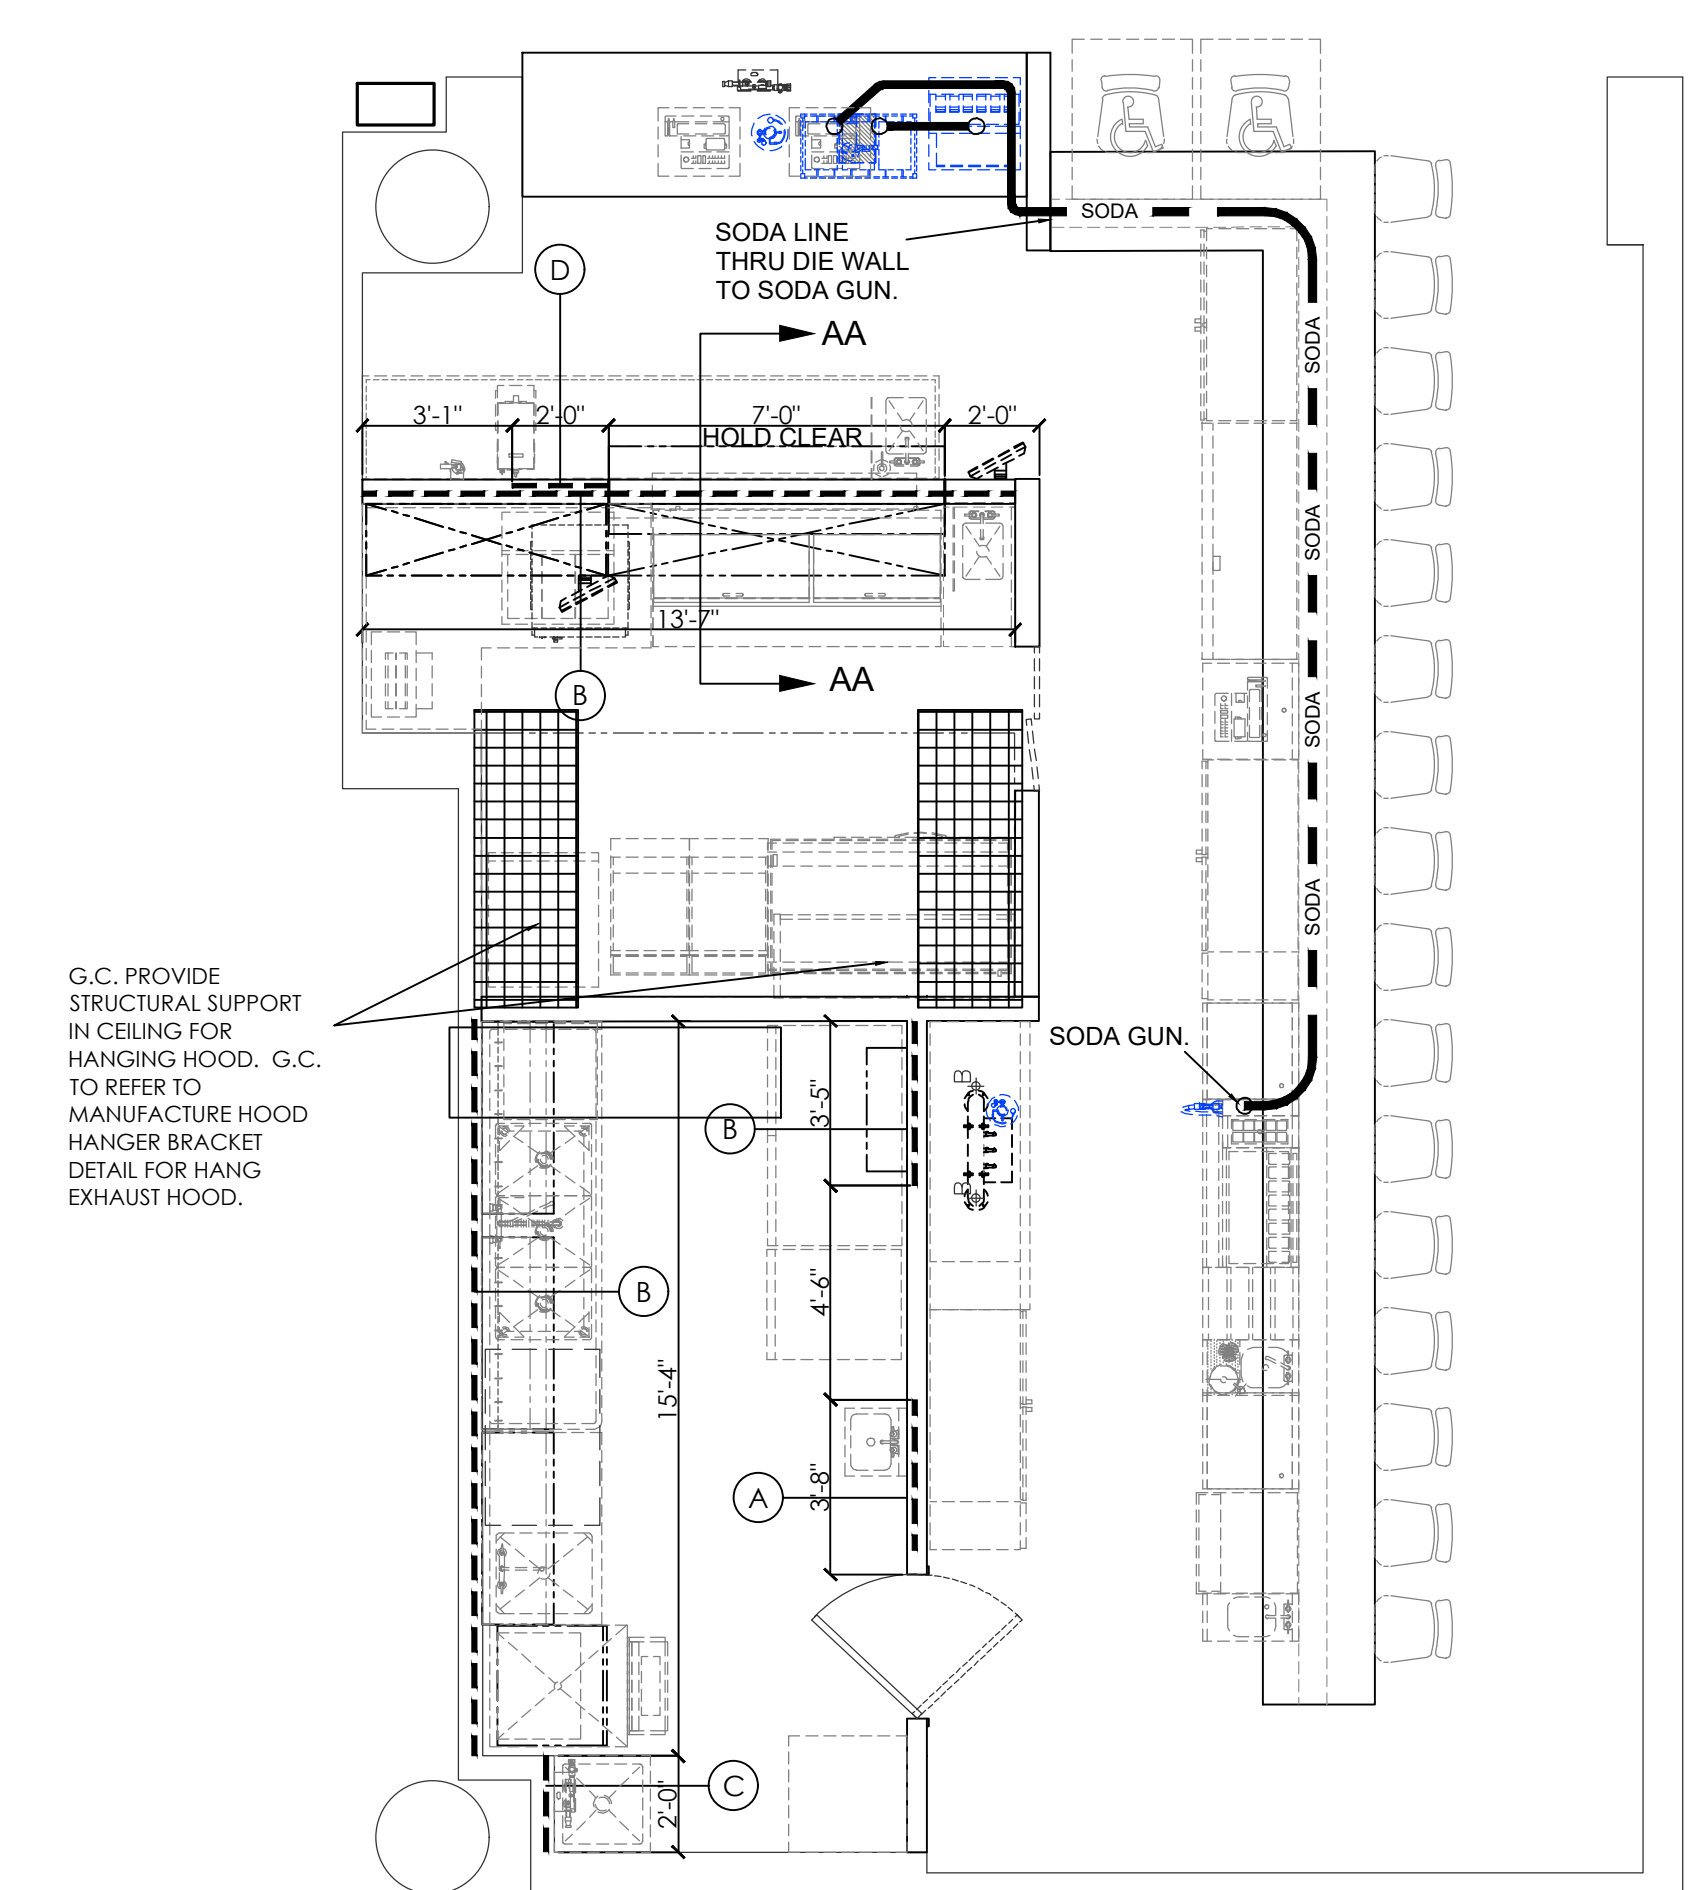 SODA
SODA LINE
THRU DIE WALL
TO SODA GUN.
D
AA
SODA
3'-1"
2'-0"
7'-0"
2'-0"
HOLD CLEAR
SODA
13'-7"
AA
B
SODA
SODA
G.C. PROVIDE
STRUCTURAL SUPPORT
IN CEILING FOR
HANGING HOOD. G.C.
TO REFER TO
MANUFACTURE HOOD
HANGER BRACKET
DETAIL FOR HANG
EXHAUST HOOD.
SODA GUN.
B
3'-5"
B
B
4'-6"
B
15'-4"
3'-8"
A
C
2'-0"